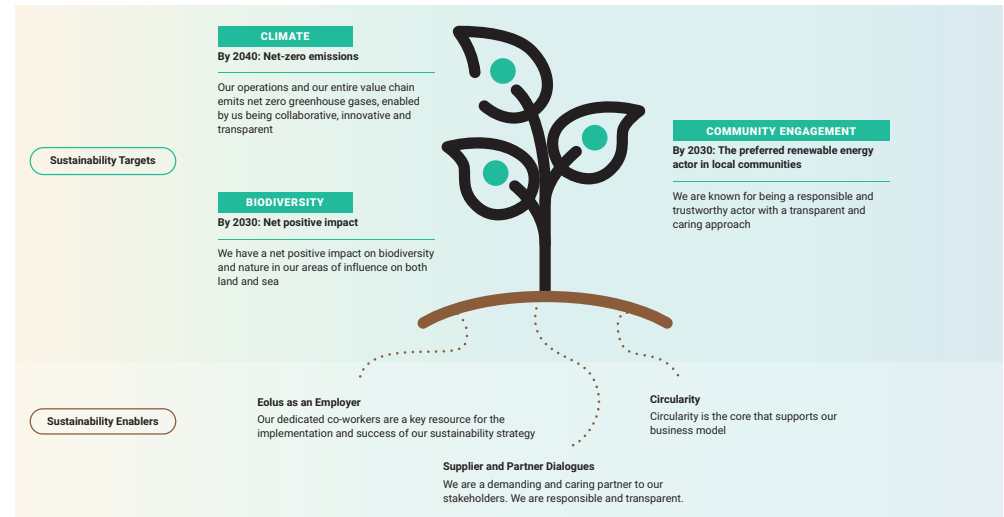 CLIMATE
By 2040: Net-zero emissions
Our operations and our entire value chain
emits net zero greenhouse gases, enabled
by us being collaborative, innovative and
transparent
COMMUNITY ENGAGEMENT
By 2030: The preferred renewable energy
actor in local communities
We are known for being a responsible and
trustworthy actor with a transparent and
caring approach
Sustainability Targets
BIODIVERSITY
By 2030: Net positive impact
We have a net positive impact on biodiversity
and nature in our areas of influence on both
land and sea
Sustainability Enablers
Eolus as an Employer
Our dedicated co-workers are a key resource for the
implementation and success of our sustainability strategy
Circularity
Circularity is the core that supports our
business model
Supplier and Partner Dialogues
We are a demanding and caring partner to our
stakeholders. We are responsible and transparent.